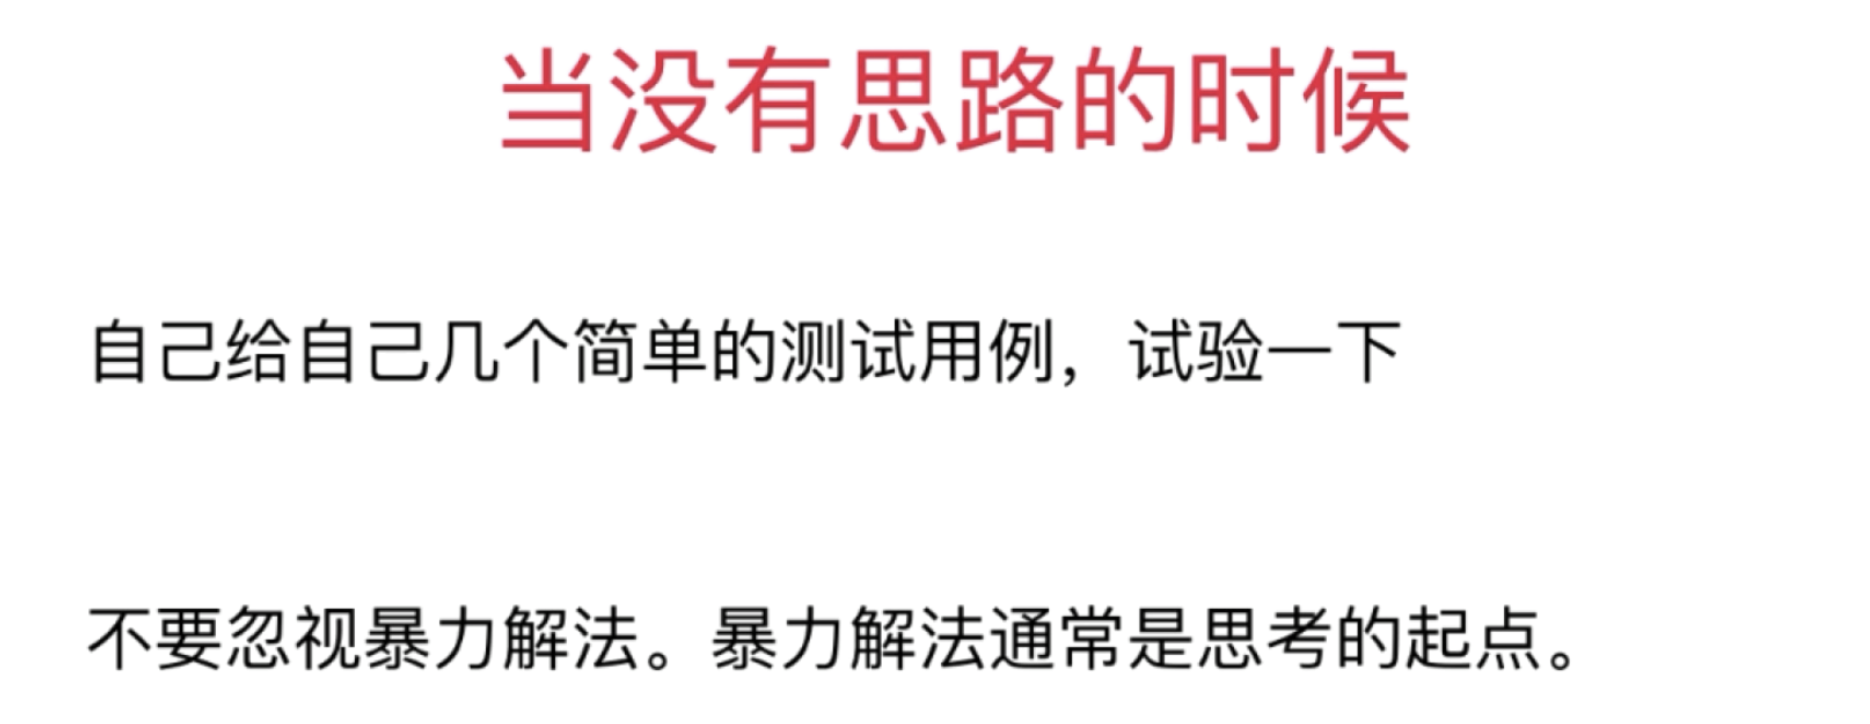 当没有思路的时候
自己给自己几个简单的测试用例，试验一下
不要忽视暴力解法。暴力解法通常是思考的起点。